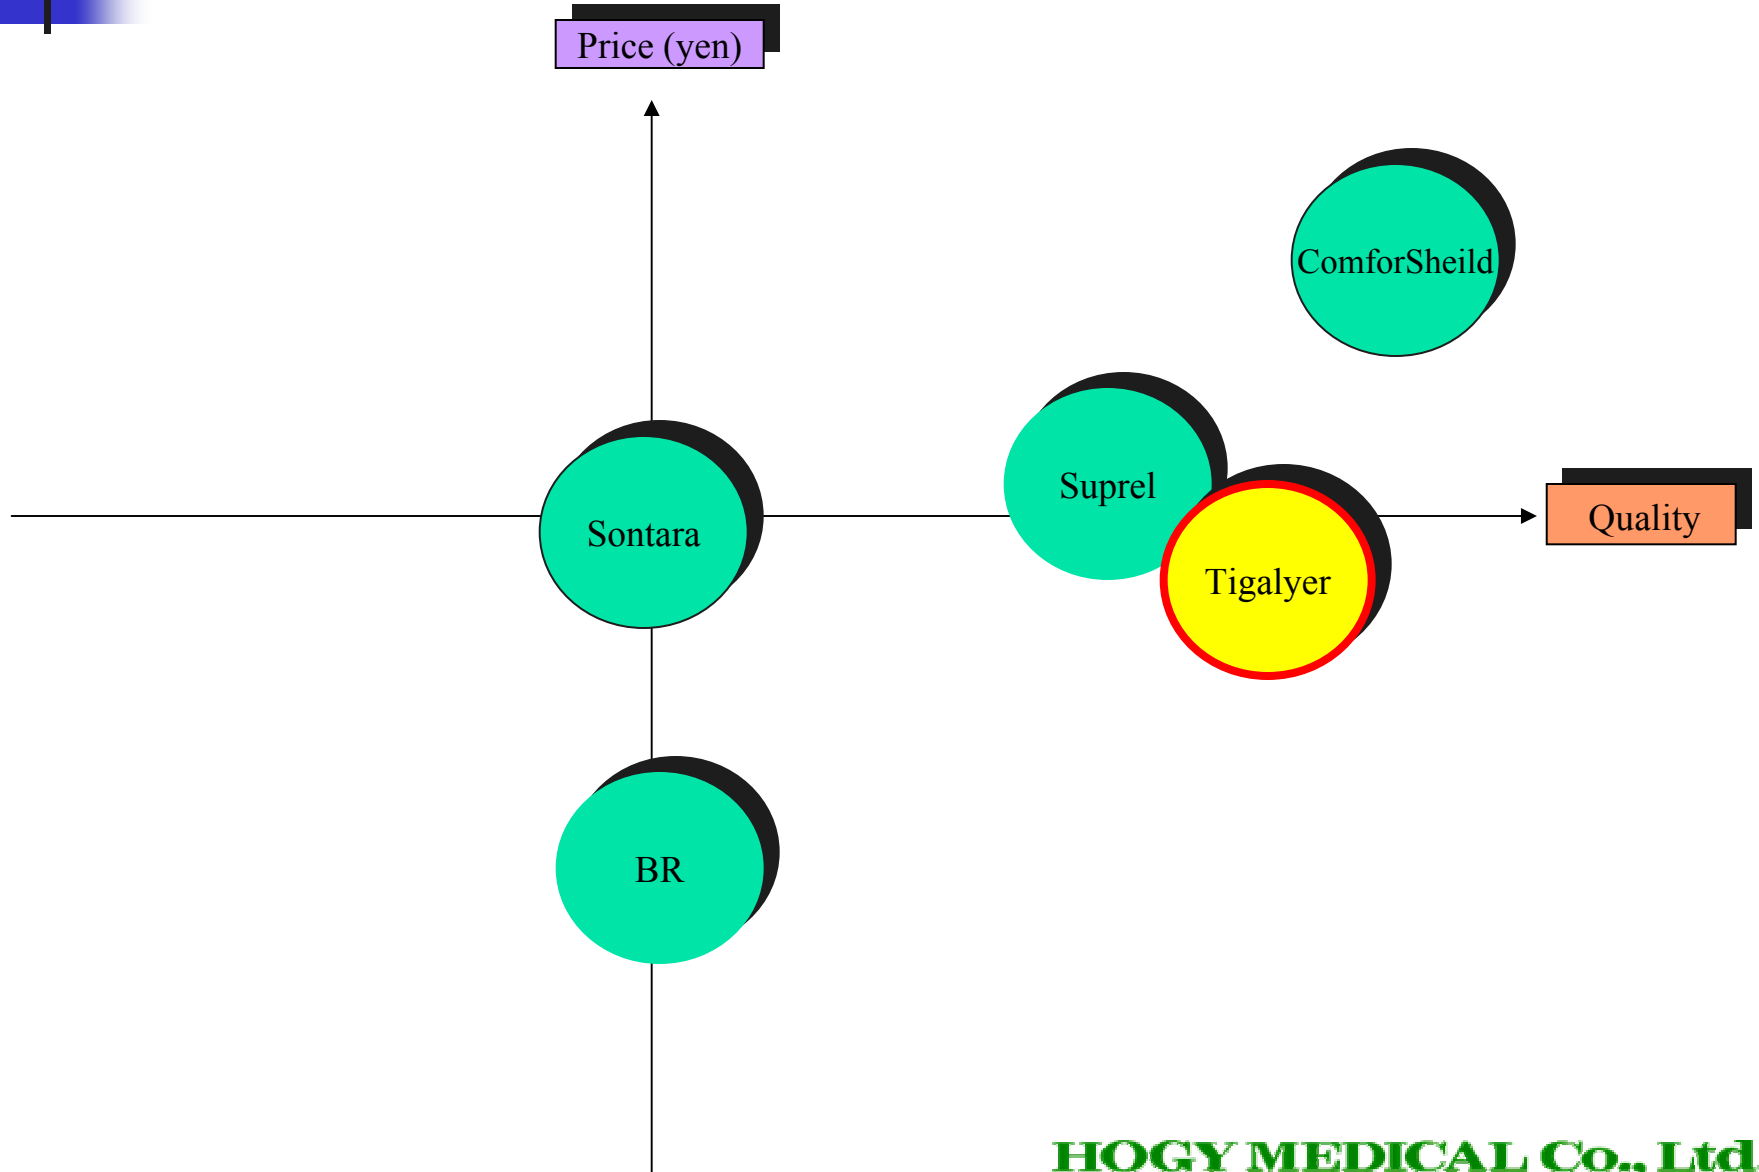 Price (yen)
ComforSheild
Suprel
Quality
Sontara
Tigalyer
BR
HOGY MEDICAL Co., Ltd